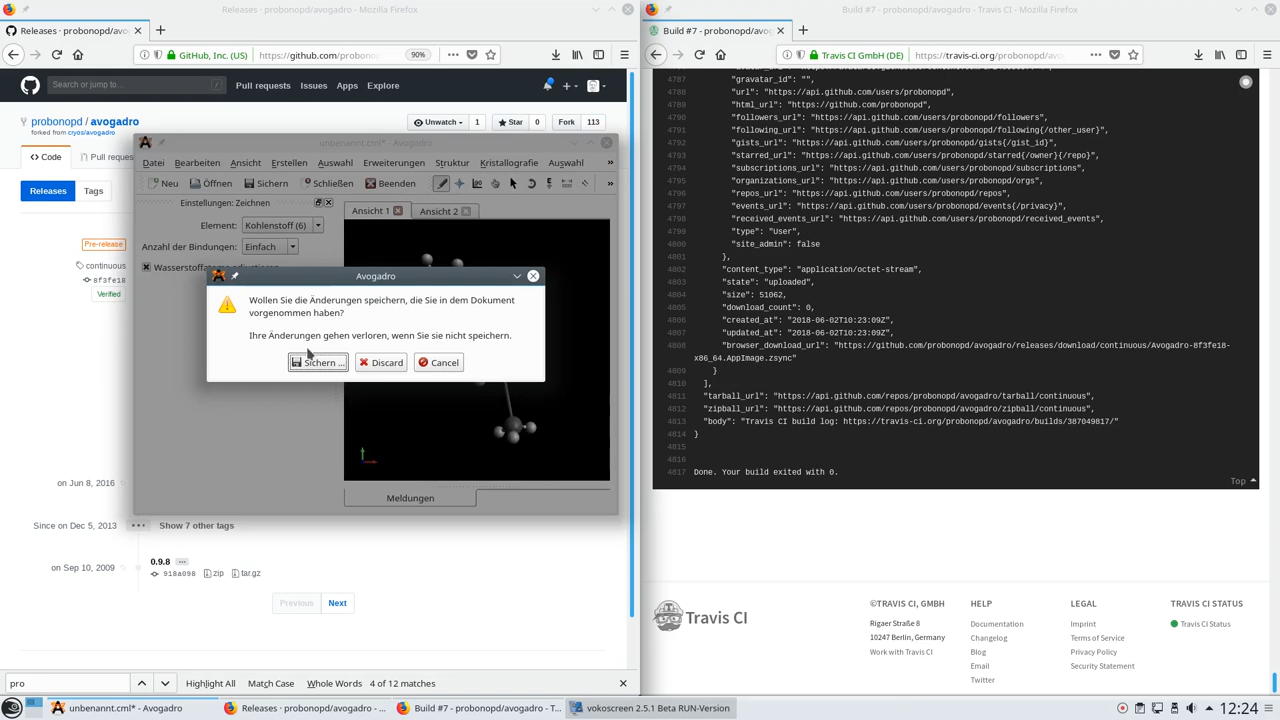 Releases · probonopd/avogadro - Mozilla Firefox
Releases · probonopd/avo
GitHub, Inc. (US)
https://github.com/probono
90%
Search or jump to...
Pull requests
Issues
Apps
Explore
probonopd / avogadro
forked from cryos/avogadro
Unwatch
1
Star
0
Fork
113
Code
Pull reque
Releases
Tags
Pre-release
continuous
8f3fe18
Verified
on Jun 8, 2016
Since on Dec 5, 2013
Show 7 other tags
on Sep 10, 2009
0.9.8
918a098
zip
tar.gz
Previous
Next
pro
Highlight All
Match Case
Whole Words
4 of 12 matches
unbenannt.cml* - Avogadro
Datei
Bearbeiten
Ansicht
Erstellen
Auswahl
Erweiterungen
Struktur
Kristallografie
Auswahl
»
Neu
Öffnen
Sichern
Schließen
Beenden
»
Einstellungen: Zeichnen
Element:
Kohlenstoff (6)
Anzahl der Bindungen:
Einfach
Ansicht 1
Ansicht 2
Meldungen
Avogadro
Wollen Sie die Änderungen speichern, die Sie in dem Dokument
vorgenommen haben?
Ihre Änderungen gehen verloren, wenn Sie sie nicht speichern.
Sichern ...
Discard
Cancel
Build #7 - probonopd/avogadro - Travis CI - Mozilla Firefox
Build #7 - probonopd/avog
Travis CI GmbH (DE)
https://travis-ci.org/probonopd/avo
4787 "gravatar_id": "",
4788 "url": "https://api.github.com/users/probonopd",
4789 "html_url": "https://github.com/probonopd",
4790 "followers_url": "https://api.github.com/users/probonopd/followers",
4791 "following_url": "https://api.github.com/users/probonopd/following{/other_user}",
4792 "gists_url": "https://api.github.com/users/probonopd/gists{/gist_id}",
4793 "starred_url": "https://api.github.com/users/probonopd/starred{/owner}{/repo}",
4794 "subscriptions_url": "https://api.github.com/users/probonopd/subscriptions",
4795 "organizations_url": "https://api.github.com/users/probonopd/orgs",
4796 "repos_url": "https://api.github.com/users/probonopd/repos",
4797 "events_url": "https://api.github.com/users/probonopd/events{/privacy}",
4798 "received_events_url": "https://api.github.com/users/probonopd/received_events",
4799 "type": "User",
4800 "site_admin": false
4801 },
4802 "content_type": "application/octet-stream",
4803 "state": "uploaded",
4804 "size": 51062,
4805 "download_count": 0,
4806 "created_at": "2018-06-02T10:23:09Z",
4807 "updated_at": "2018-06-02T10:23:09Z",
4808 "browser_download_url": "https://github.com/probonopd/avogadro/releases/download/continuous/Avogadro-8f3fe18-
x86_64.AppImage.zsync"
4809 }
4810 ],
4811 "tarball_url": "https://api.github.com/repos/probonopd/avogadro/tarball/continuous",
4812 "zipball_url": "https://api.github.com/repos/probonopd/avogadro/zipball/continuous",
4813 "body": "Travis CI build log: https://travis-ci.org/probonopd/avogadro/builds/387049817/"
4814 }
4815
4816
4817 Done. Your build exited with 0.
Top
Travis CI
©TRAVIS CI, GMBH
Rigaer Straße 8
10247 Berlin, Germany
Work with Travis CI
HELP
Documentation
Changelog
Blog
Email
Twitter
LEGAL
Imprint
Terms of Service
Privacy Policy
Security Statement
TRAVIS CI STATUS
Travis CI Status
unbenannt.cml* - Avogadro
Releases · probonopd/avogadro - ...
Build #7 - probonopd/avogadro - T...
vokoscreen 2.5.1 Beta RUN-Version
12:24